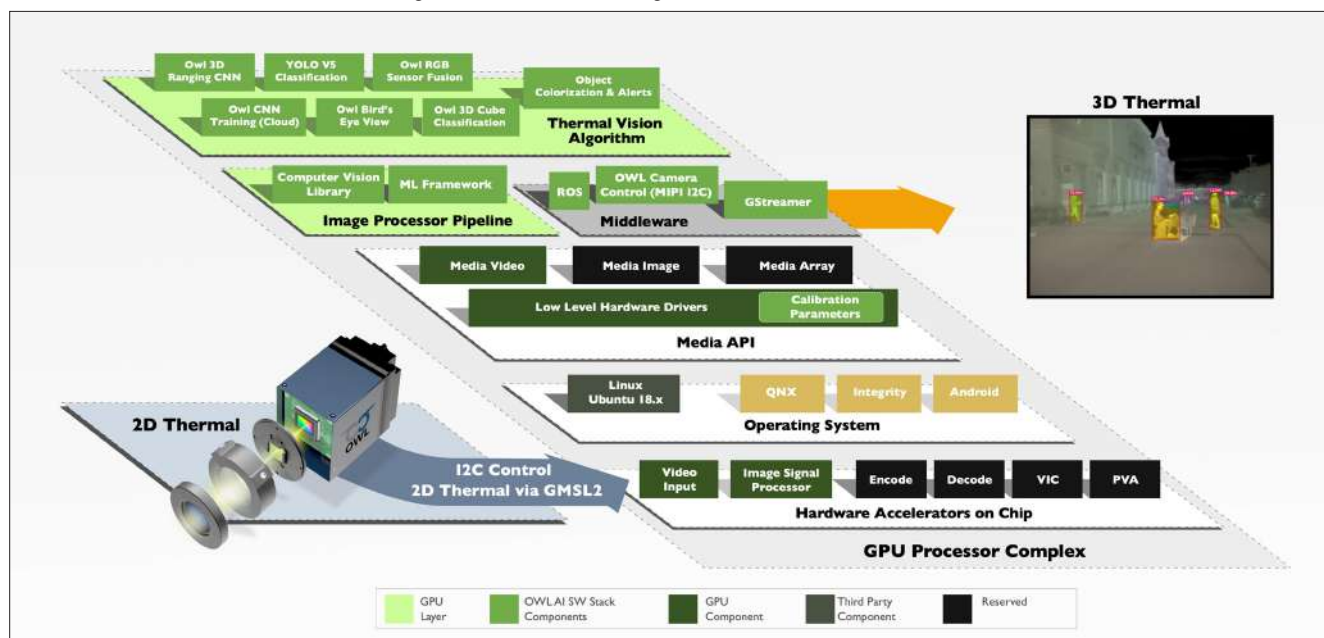 Owl 3D
Ranging CNN
YOLO V5
Classification
Owl RGB
Sensor Fusion
Object
Colorization & Alerts
Owl CNN
Training (Cloud)
Owl Bird's
Eye View
Owl 3D Cube
Classification
Thermal Vision
Algorithm
3D Thermal
Computer Vision
Library
ML Framework
Image Processor Pipeline
ROS
OWL Camera
Control (MIPI I2C)
GStreamer
Middleware
Media Video
Media Image
Media Array
Low Level Hardware Drivers
Calibration
Parameters
Media API
Linux
Ubuntu 18.x
QNX
Integrity
Android
Operating System
2D Thermal
OWL
I2C Control
2D Thermal via GMSL2
Video
Input
Image Signal
Processor
Encode
Decode
VIC
PVA
Hardware Accelerators on Chip
GPU Processor Complex
GPU
Layer
OWL AI SW Stack
Components
GPU
Component
Third Party
Component
Reserved